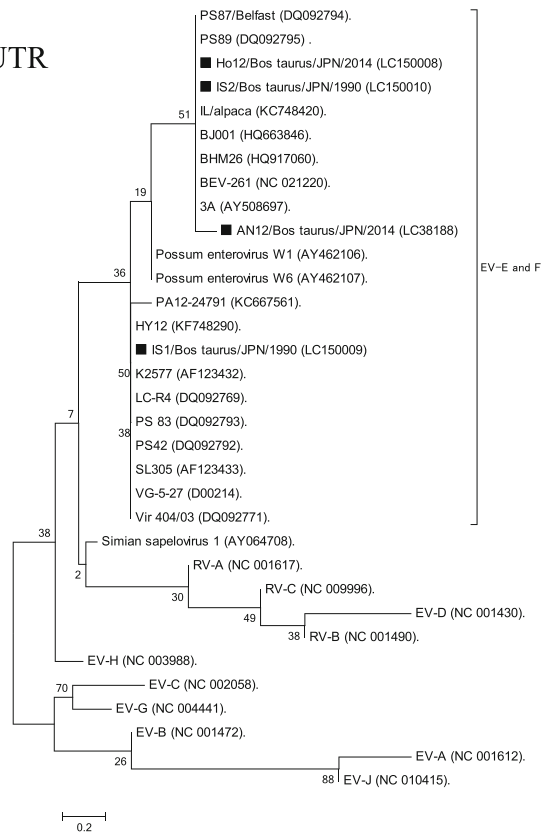 UTR
PS87/Belfast (DQ092794).
PS89 (DQ092795) .
Ho12/Bos taurus/JPN/2014 (LC150008)
IS2/Bos taurus/JPN/1990 (LC150010)
51
IL/alpaca (KC748420).
BJ001 (HQ663846).
BHM26 (HQ917060).
BEV-261 (NC 021220).
19
3A (AY508697).
AN12/Bos taurus/JPN/2014 (LC38188)
Possum enterovirus W1 (AY462106).
EV-E and F
36
Possum enterovirus W6 (AY462107).
PA12-24791 (KC667561).
HY12 (KF748290).
IS1/Bos taurus/JPN/1990 (LC150009)
50
K2577 (AF123432).
LC-R4 (DQ092769).
7
PS 83 (DQ092793).
38
PS42 (DQ092792).
SL305 (AF123433).
VG-5-27 (D00214).
Vir 404/03 (DQ092771).
38
Simian sapelovirus 1 (AY064708).
RV-A (NC 001617).
2
RV-C (NC 009996).
30
EV-D (NC 001430).
49
RV-B (NC 001490).
38
EV-H (NC 003988).
70
EV-C (NC 002058).
EV-G (NC 004441).
EV-B (NC 001472).
26
EV-A (NC 001612).
88
EV-J (NC 010415).
0.2